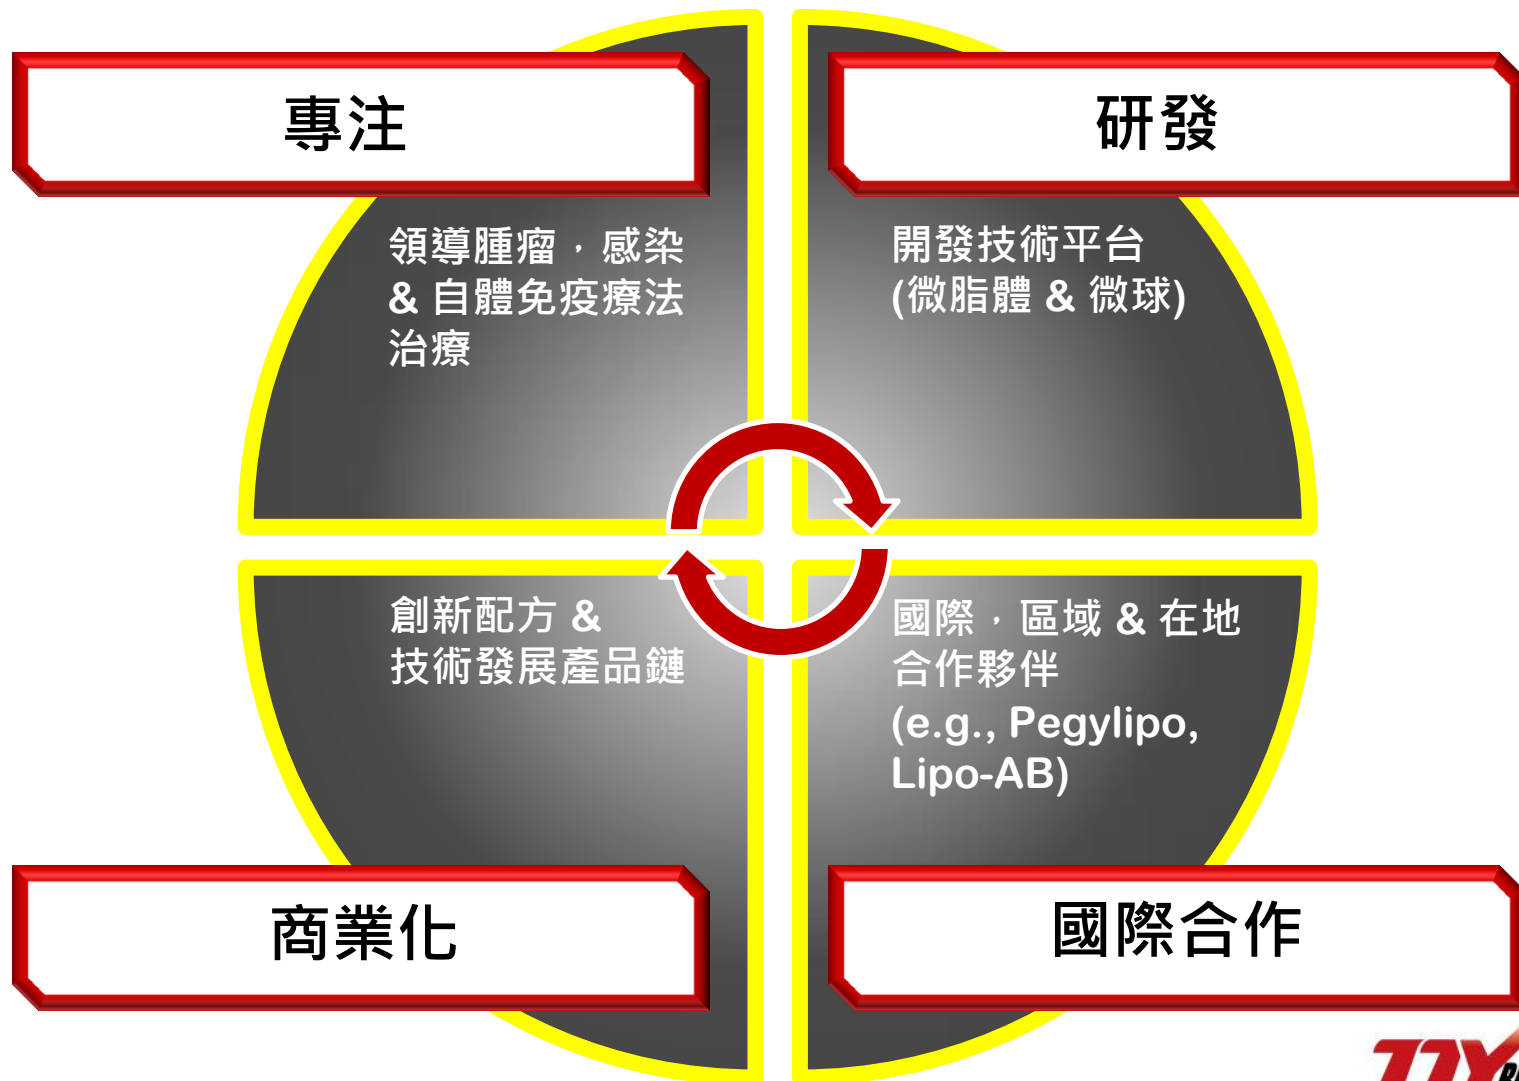 專注
研發
領導腫瘤，感染
& 自體免疫療法
治療
開發技術平台
(微脂體 & 微球)
創新配方 &
技術發展產品鏈
國際，區域 & 在地
合作夥伴
(e.g., Pegylipo,
Lipo-AB)
商業化
國際合作
TTY